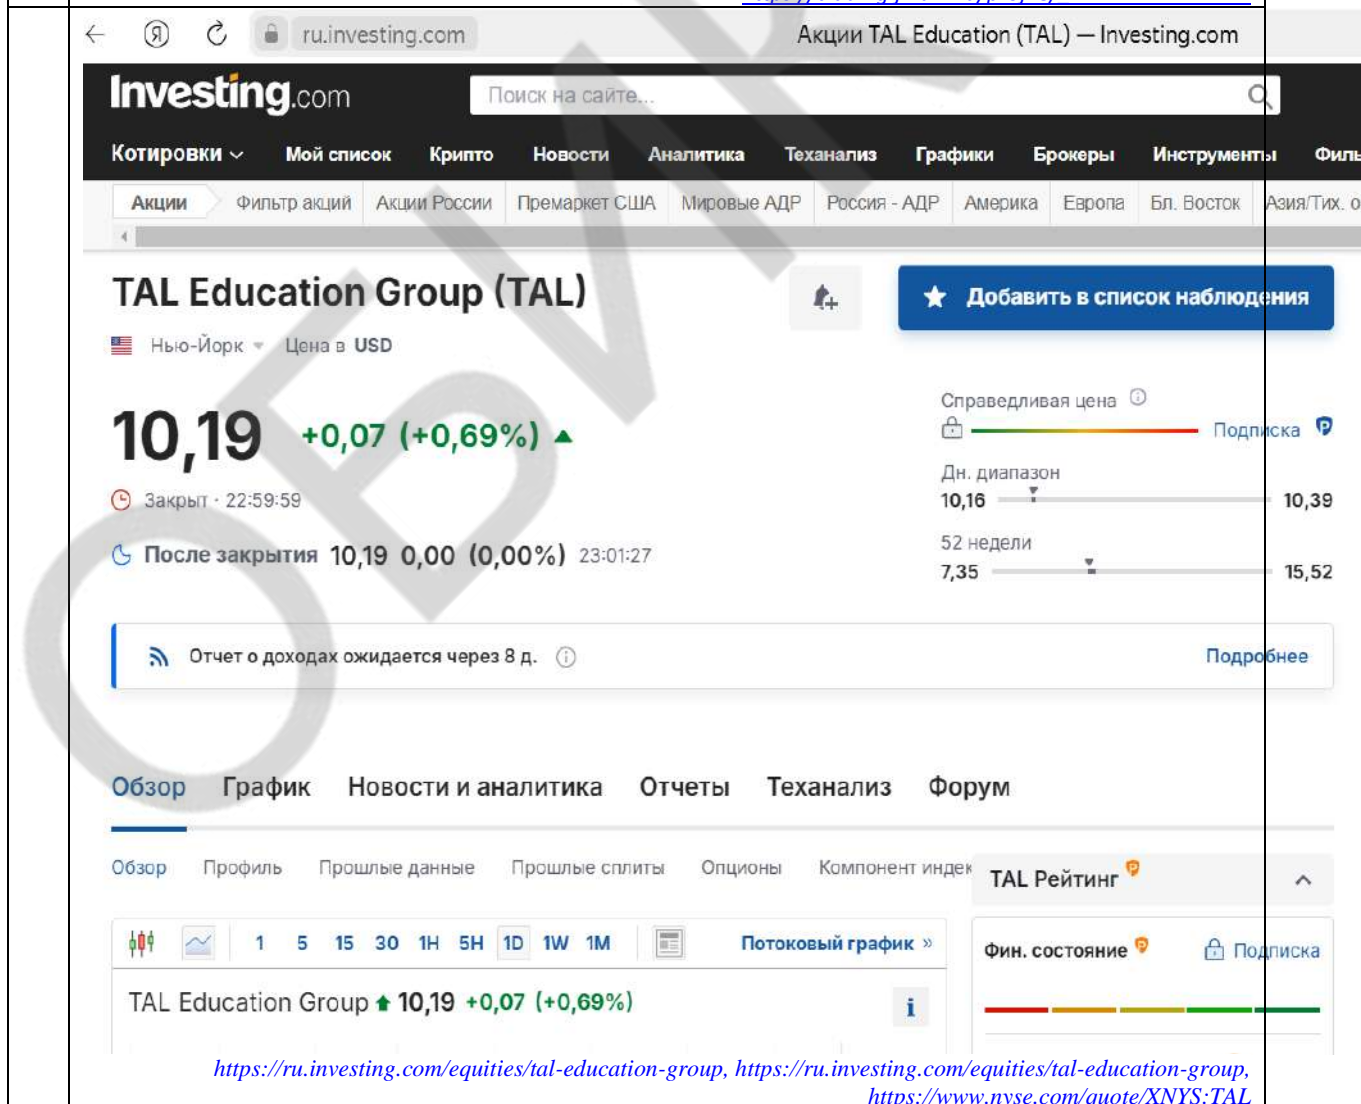 ru.investing.com
Акции TAL Education (TAL) — Investing.com
Investing.com
Поиск на сайте...
Котировки Мой список Крипто Новости Аналитика Теханализ Графики Брокеры Инструменты
Акции Фильтр акций Акции России Премаркет США Мировые АДР Россия - АДР Америка Европа Бл. Восток Азия/Тих.
TAL Education Group (TAL)
Добавить в список наблюдения
Нью-Йорк Цена в USD
10,19 +0,07 (+0,69%)
Справедливая цена
Подписка
Закрыт · 22:59:59
Дн. диапазон
10,16 10,39
После закрытия 10,19 0,00 (0,00%) 23:01:27
52 недели
7,35 15,52
Отчет о доходах ожидается через 8 д.
Подробнее
Обзор График Новости и аналитика Отчеты Теханализ Форум
Обзор Профиль Прошлые данные Прошлые сплиты Опционы Компонент индек
TAL Рейтинг
1 5 15 30 1H 5H 1D 1W 1M Потоковый график »
Фин. состояние Подписка
TAL Education Group 10,19 +0,07 (+0,69%)
https://ru.investing.com/equities/tal-education-group, https://ru.investing.com/equities/tal-education-group,
https://www.nyse.com/quote/XNYS:TAL